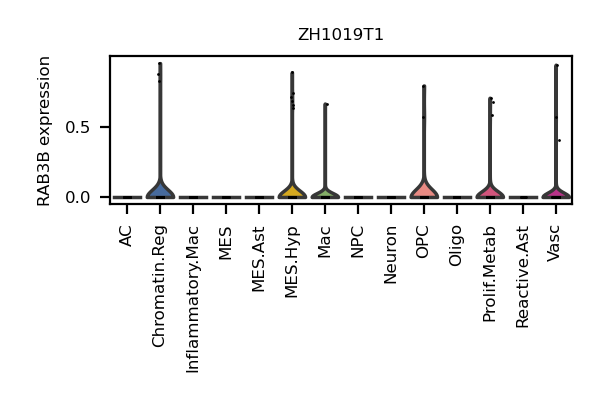 ZH1019T1
RAB3B expression
0.5
0.0
AC
Chromatin.Reg
Inflammatory.Mac
MES
MES.Ast
MES.Hyp
Mac
NPC
Neuron
OPC
Oligo
Prolif.Metab
Reactive.Ast
Vasc